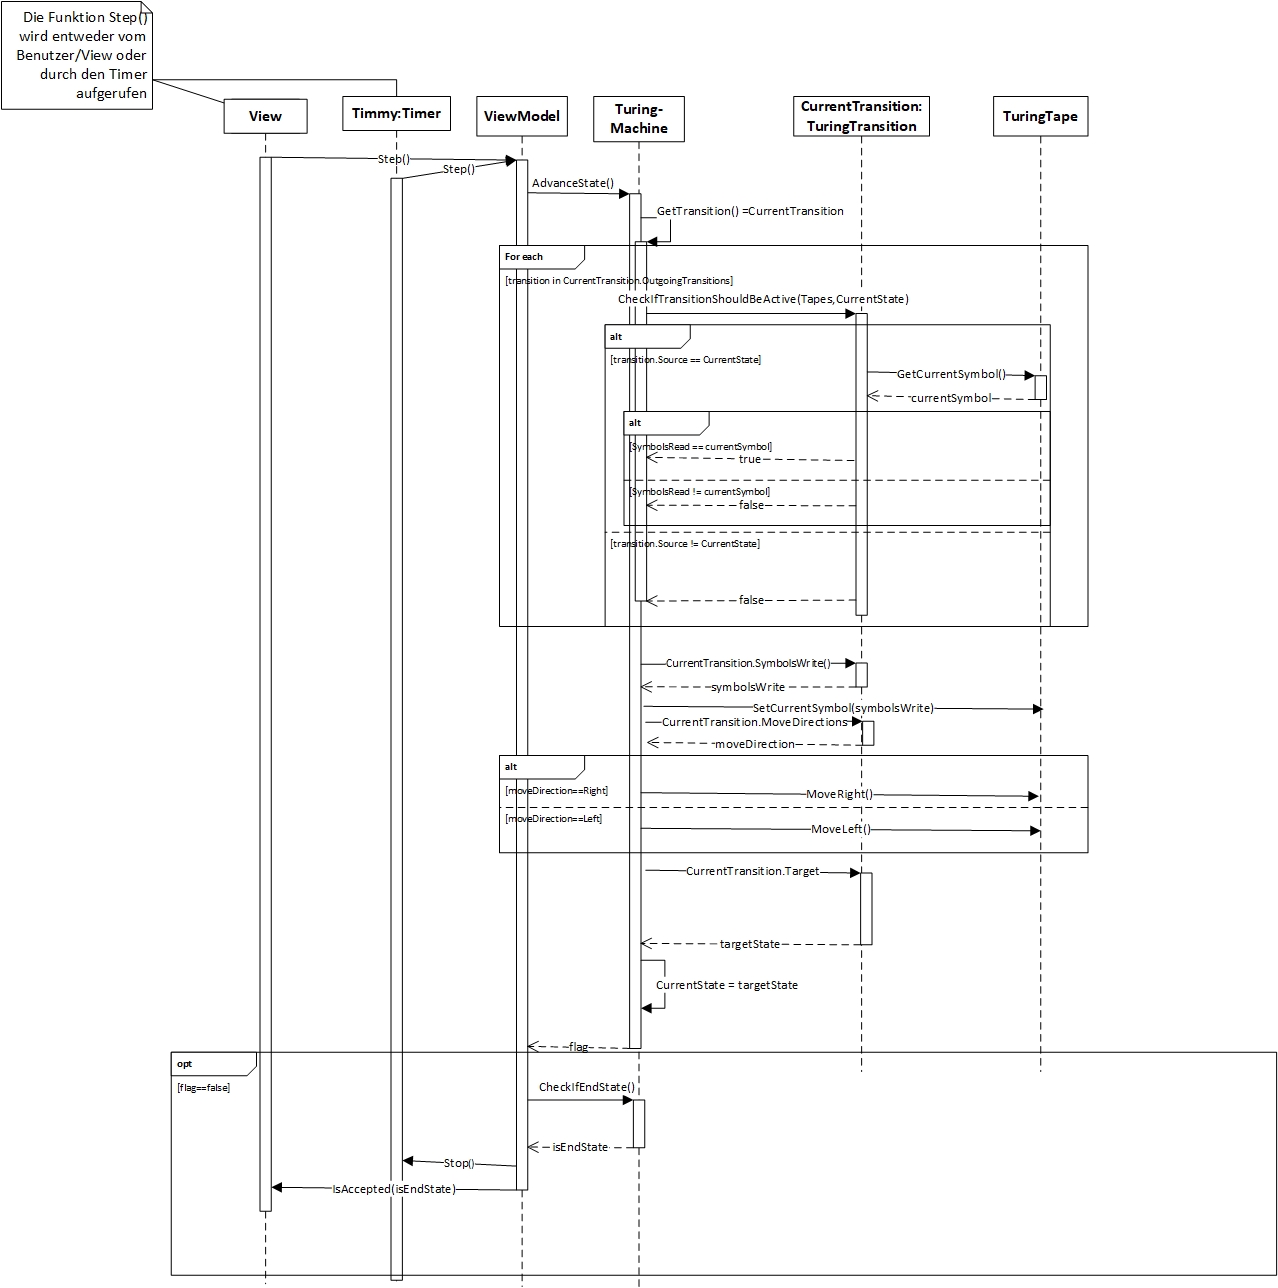 Die Funktion Step()
wird entweder vom
Benutzer/View oder
durch den Timer
aufgerufen
View
Timmy:Timer
ViewModel
Turing-
Machine
CurrentTransition:
TuringTransition
TuringTape
Step()
Step()
AdvanceState()
GetTransition() =CurrentTransition
For each
[transition in CurrentTransition.OutgoingTransitions]
CheckIfTransitionShouldBeActive(Tapes,CurrentState)
alt
[transition.Source == CurrentState]
GetCurrentSymbol()
currentSymbol
alt
[SymbolsRead == currentSymbol]
true
[SymbolsRead != currentSymbol]
false
[transition.Source != CurrentState]
false
CurrentTransition.SymbolsWrite()
symbolsWrite
SetCurrentSymbol(symbolsWrite)
CurrentTransition.MoveDirections
moveDirection
alt
[moveDirection==Right]
MoveRight()
[moveDirection==Left]
MoveLeft()
CurrentTransition.Target
targetState
CurrentState = targetState
flag
opt
[flag==false]
CheckIfEndState()
isEndState
Stop()
IsAccepted(isEndState)